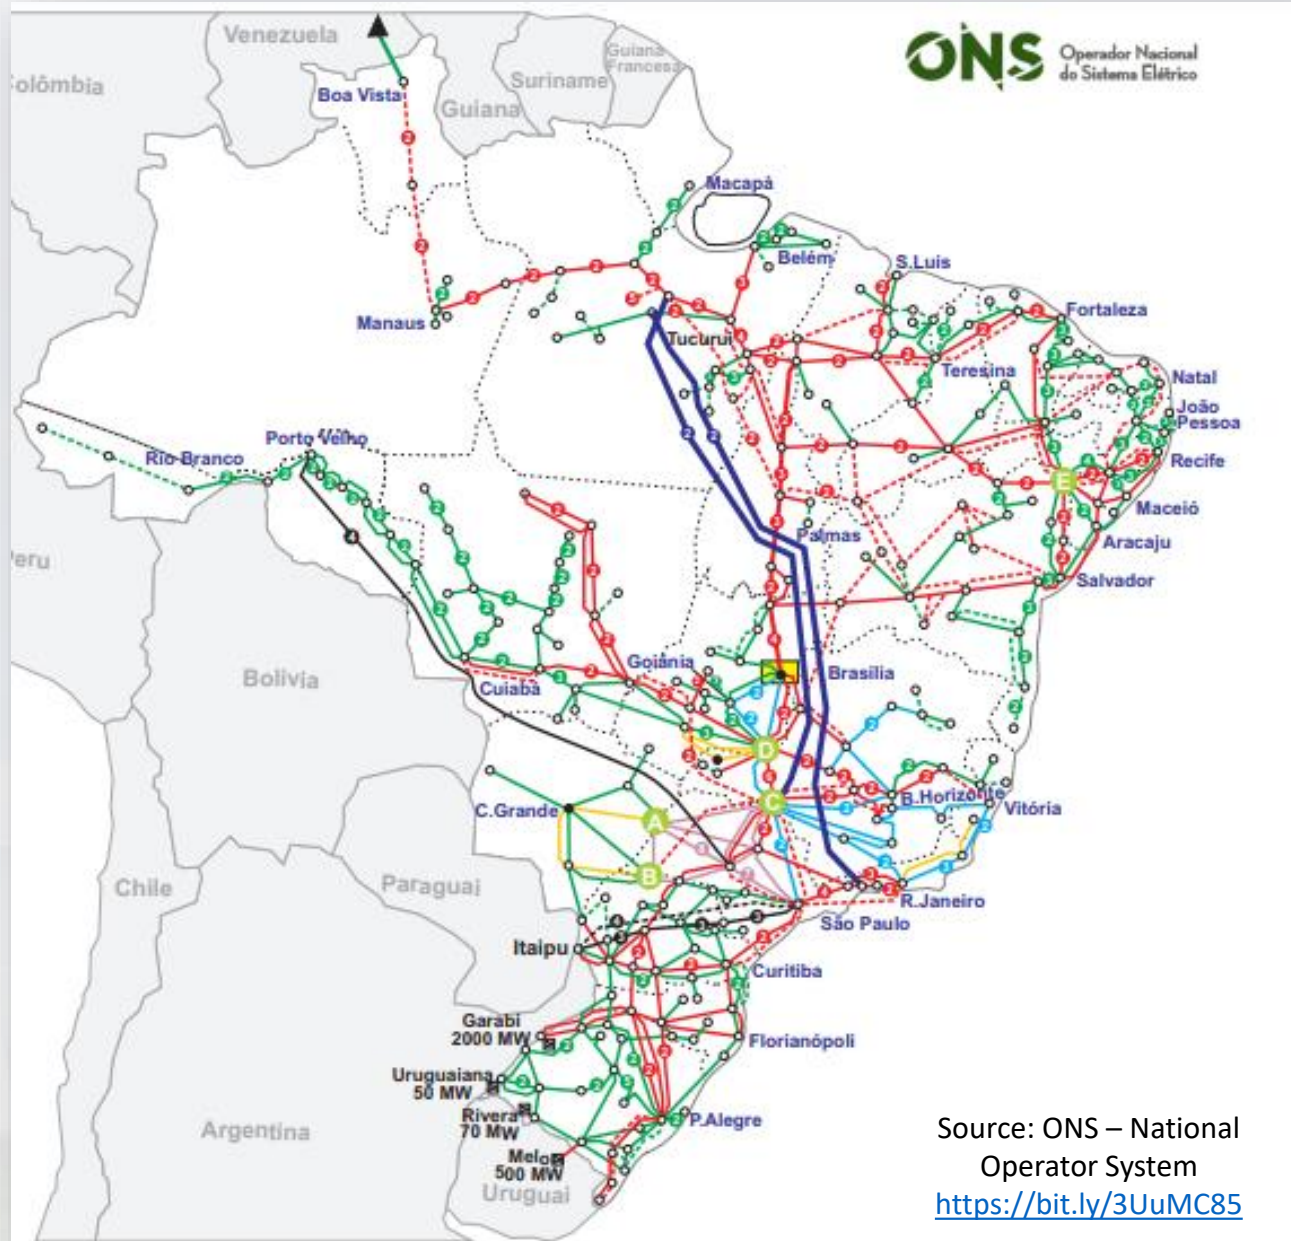 Venezuela
Guiana
Francesa
ONS
Operador Nacional
do Sistema Elétrico
Suriname
olômbia
Boa Vista
Guiana
Macapá
Belém
S.Luis
Manaus
Fortaleza
Tucuruí
Teresina
Natal
João
Pessoa
Porto Velho
Rio Branco
Recife
E
Maceió
Palmas
Aracaju
eru
Salvador
Goiânia
Brasília
Bolivia
Cuiabá
D
C
B.Horizonte
Vitória
C.Grande
A
B
Chile
Paraguai
R.Janeiro
São Paulo
Itaipu
Curitiba
Garabi
2000 MW
Florianópoli
Uruguaiana
50 MW
Rivera
70 MW
P.Alegre
Argentina
Melo
500 MW
Uruguai
Source: ONS – National
Operator System
https://bit.ly/3UuMC85